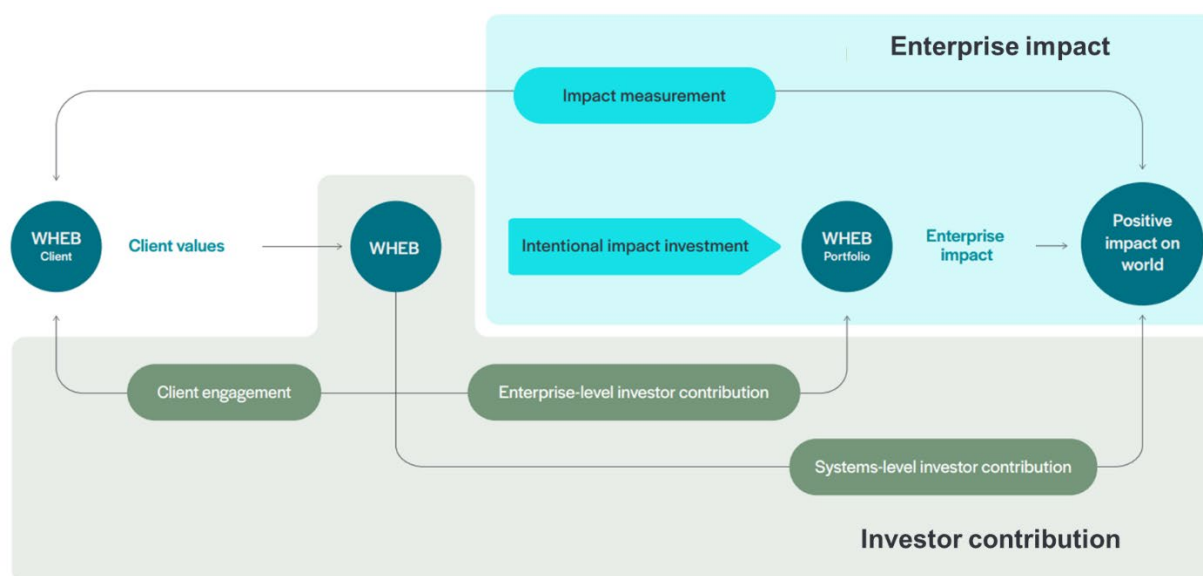 Enterprise impact
Impact measurement
WHEB
Client
Client values
WHEB
Intentional impact investment
WHEB
Portfolio
Enterprise
impact
Positive
impact on
world
Client engagement
Enterprise-level investor contribution
Systems-level investor contribution
Investor contribution